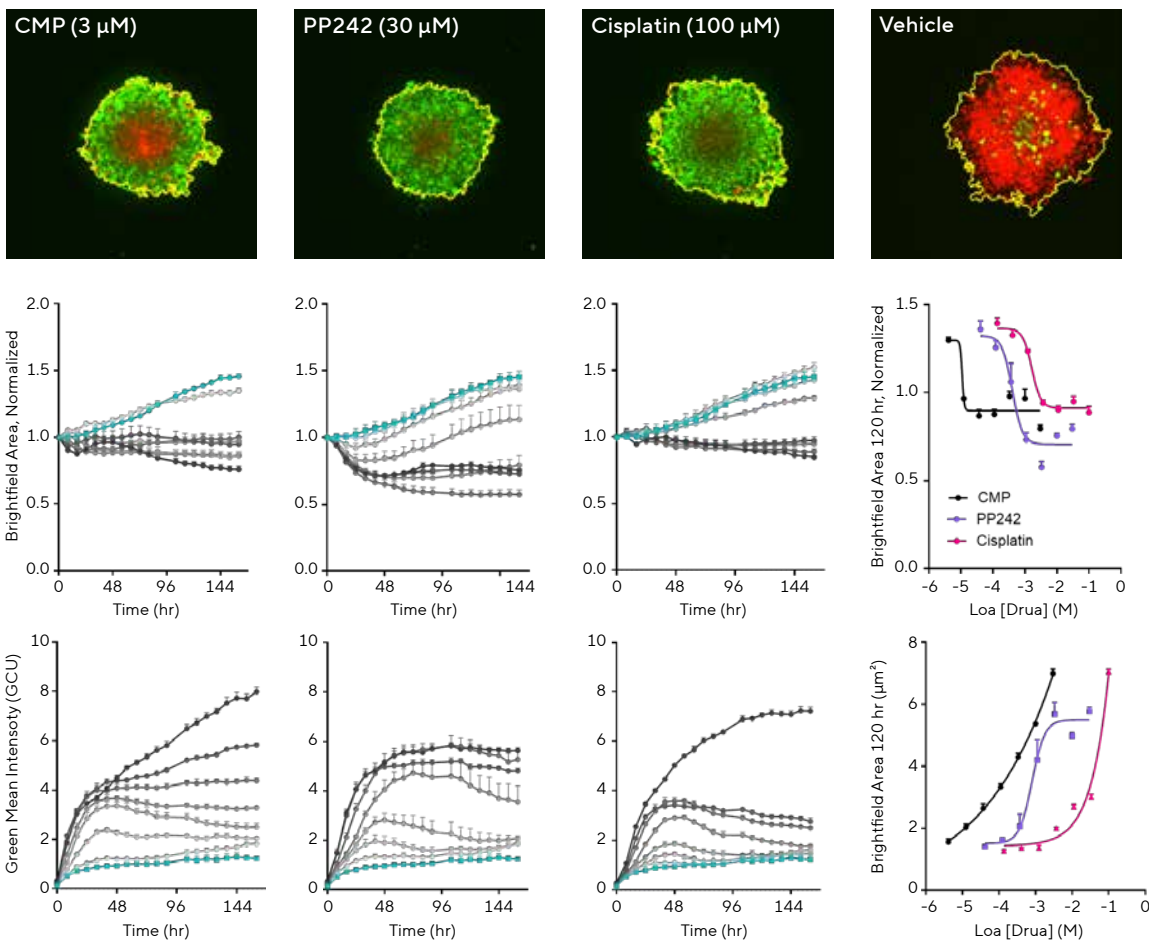 CMP (3 µM)
PP242 (30 µM)
Cisplatin (100 µM)
Vehicle
Brightfield Area, Normalized
2.0
1.5
1.0
0.5
0.0
0 48 96 144
Time (hr)
2.0
1.5
1.0
0.5
0.0
0 48 96 144
Time (hr)
2.0
1.5
1.0
0.5
0.0
0 48 96 144
Time (hr)
Brightfield Area 120 hr, Normalized
1.5
1.0
0.5
0.0
CMP
PP242
Cisplatin
-6 -5 -4 -3 -2 -1 0
Loa [Drua] (M)
Green Mean Intensoty (GCU)
10
8
6
4
2
0
0 48 96 144
Time (hr)
10
8
6
4
2
0
0 48 96 144
Time (hr)
10
8
6
4
2
0
0 48 96 144
Time (hr)
Brightfield Area 120 hr (µm²)
8
6
4
2
0
-6 -5 -4 -3 -2 -1 0
Loa [Drua] (M)